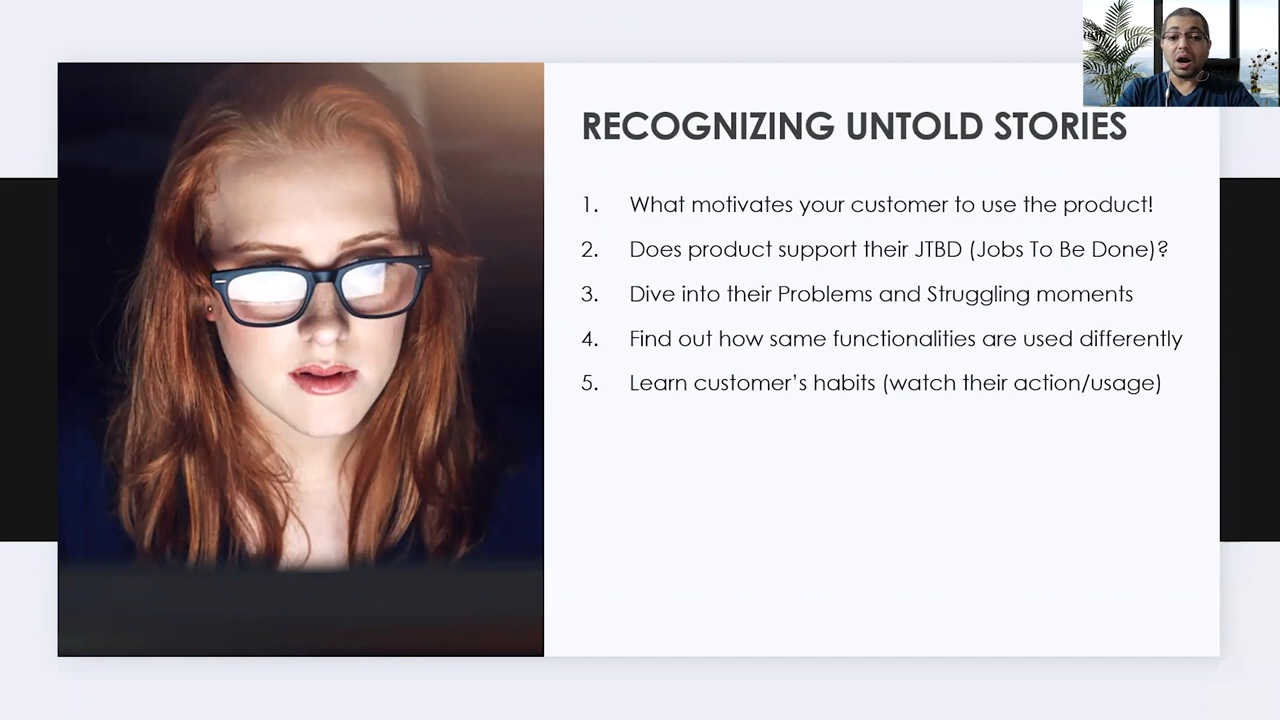 RECOGNIZING UNTOLD STORIES
1. What motivates your customer to use the product!
2. Does product support their JTBD (Jobs To Be Done)?
3. Dive into their Problems and Struggling moments
4. Find out how same functionalities are used differently
5. Learn customer’s habits (watch their action/usage)